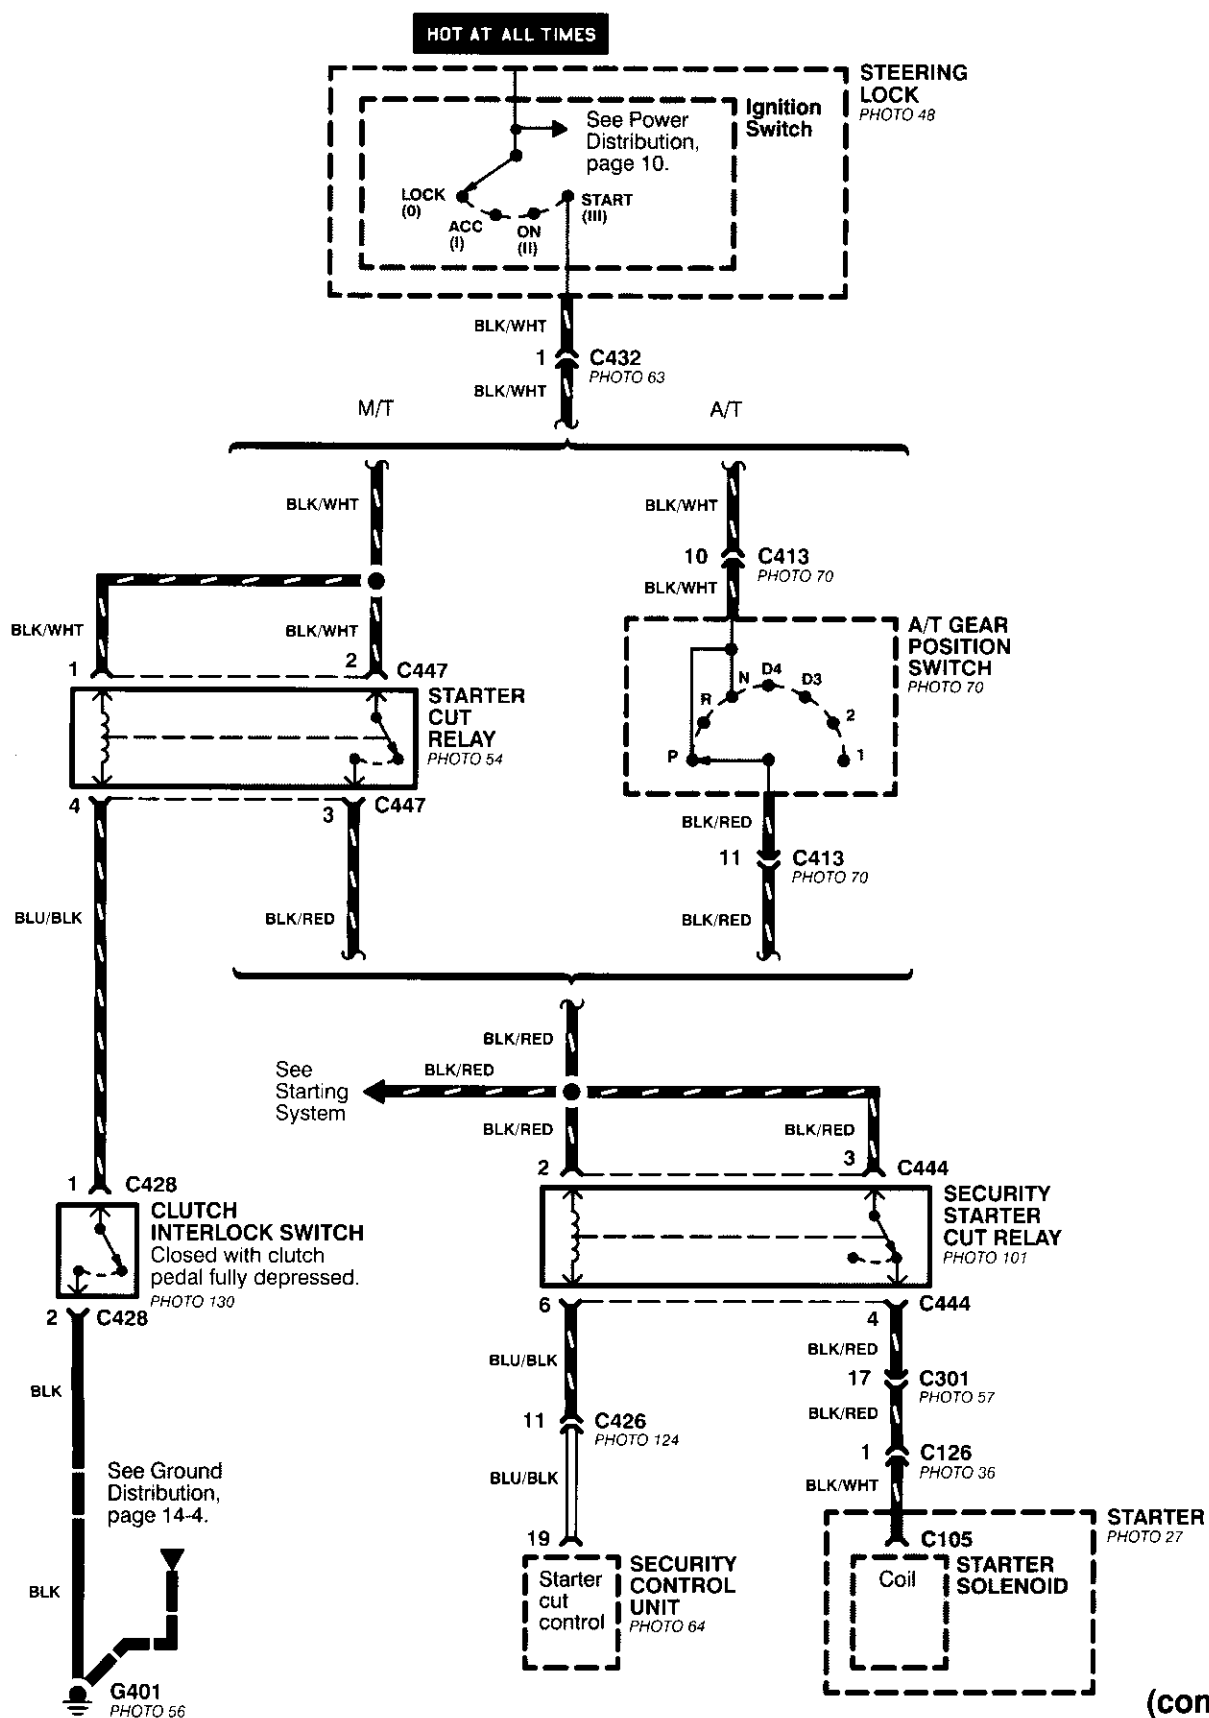 HOT AT ALL TIMES
STEERING
LOCK
PHOTO 48
Ignition
Switch
See Power
Distribution,
page 10.
LOCK
(0)
ACC
(I)
ON
(II)
START
(III)
BLK/WHT
1
C432
PHOTO 63
BLK/WHT
M/T
A/T
BLK/WHT
BLK/WHT
10
C413
PHOTO 70
BLK/WHT
BLK/WHT
BLK/WHT
1
2
C447
STARTER
CUT
RELAY
PHOTO 54
A/T GEAR
POSITION
SWITCH
PHOTO 70
P
R
N
D4
D3
2
1
4
3
C447
BLK/RED
11
C413
PHOTO 70
BLU/BLK
BLK/RED
BLK/RED
BLK/RED
See
Starting
System
BLK/RED
BLK/RED
BLK/RED
2
3
C444
SECURITY
STARTER
CUT RELAY
PHOTO 101
1
C428
CLUTCH
INTERLOCK SWITCH
Closed with clutch
pedal fully depressed.
PHOTO 130
2
C428
6
4
C444
BLU/BLK
BLK/RED
17
C301
PHOTO 57
BLK
11
C426
PHOTO 124
BLK/RED
1
C126
PHOTO 36
See Ground
Distribution,
page 14-4.
BLU/BLK
BLK/WHT
STARTER
PHOTO 27
19
C105
Starter
cut
control
SECURITY
CONTROL
UNIT
PHOTO 64
Coil
STARTER
SOLENOID
BLK
G401
PHOTO 56
(con